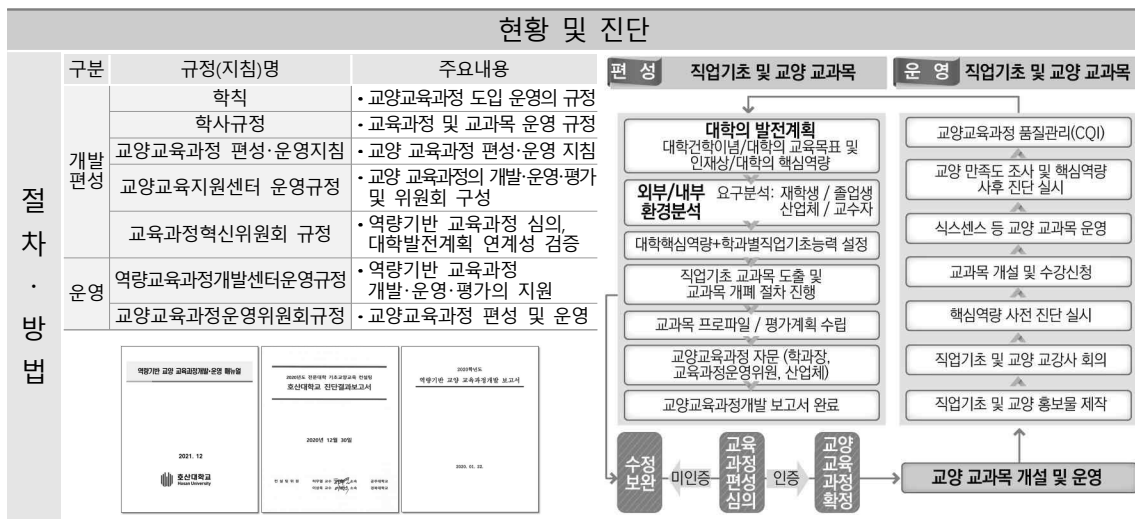 현황 및 진단
절차·방법
구분 규정(지침)명 주요내용
개발
편성
학칙 • 교양교육과정 도입 운영의 규정
학사규정 • 교육과정 및 교과목 운영 규정
교양교육과정 편성·운영지침 • 교양 교육과정 편성·운영 지침
교양교육지원센터 운영규정 • 교양 교육과정의 개발·운영·평가
및 위원회 구성
교육과정혁신위원회 규정 • 역량기반 교육과정 심의,
대학발전계획 연계성 검증
운영
역량교육과정개발센터운영규정 • 역량기반 교육과정
개발·운영·평가의 지원
교양교육과정운영위원회규정 • 교양교육과정 편성 및 운영
역량기반 교양 교육과정개발·운영 매뉴얼
2021. 12
호산대학교
Hosan University
2020년도 전문대학 기초교양교육 컨설팅
호산대학교 진단결과보고서
2020년 12월 30일
컨설팅위원
2020학년도
역량기반 교양 교육과정개발 보고서
2020. 01. 22.
편 성 직업기초 및 교양 교과목
대학의 발전계획
대학건학이념/대학의 교육목표 및
인재상/대학의 핵심역량
외부/내부
환경분석
요구분석: 재학생 / 졸업생
산업체 / 교수자
대학핵심역량+학과별직업기초능력 설정
직업기초 교과목 도출 및
교과목 개폐 절차 진행
교과목 프로파일 / 평가계획 수립
교양교육과정 자문 (학과장,
교육과정운영위원, 산업체)
교양교육과정개발 보고서 완료
수정
보완
미인증
교육
과정
편성
심의
인증
교양
교육
과정
확정
운 영 직업기초 및 교양 교과목
교양교육과정 품질관리(CQI)
교양 만족도 조사 및 핵심역량
사후 진단 실시
식스센스 등 교양 교과목 운영
교과목 개설 및 수강신청
핵심역량 사전 진단 실시
직업기초 및 교양 교강사 회의
직업기초 및 교양 홍보물 제작
교양 교과목 개설 및 운영